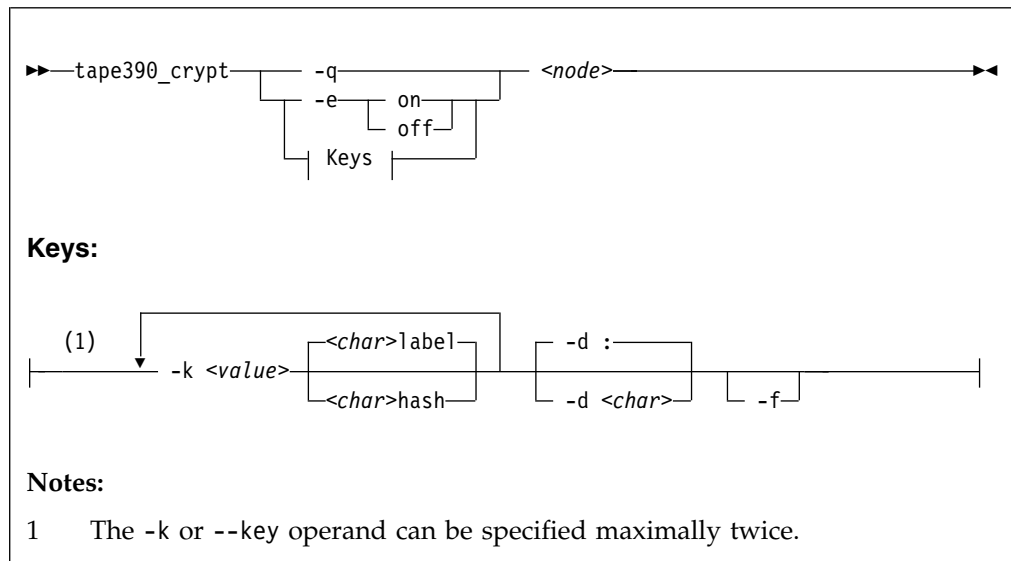 tape390_crypt -q <node>
-e on
off
Keys
Keys:
(1) <char>label -d :
-k <value>
<char>hash -d <char> -f
Notes:
1 The -k or --key operand can be specified maximally twice.